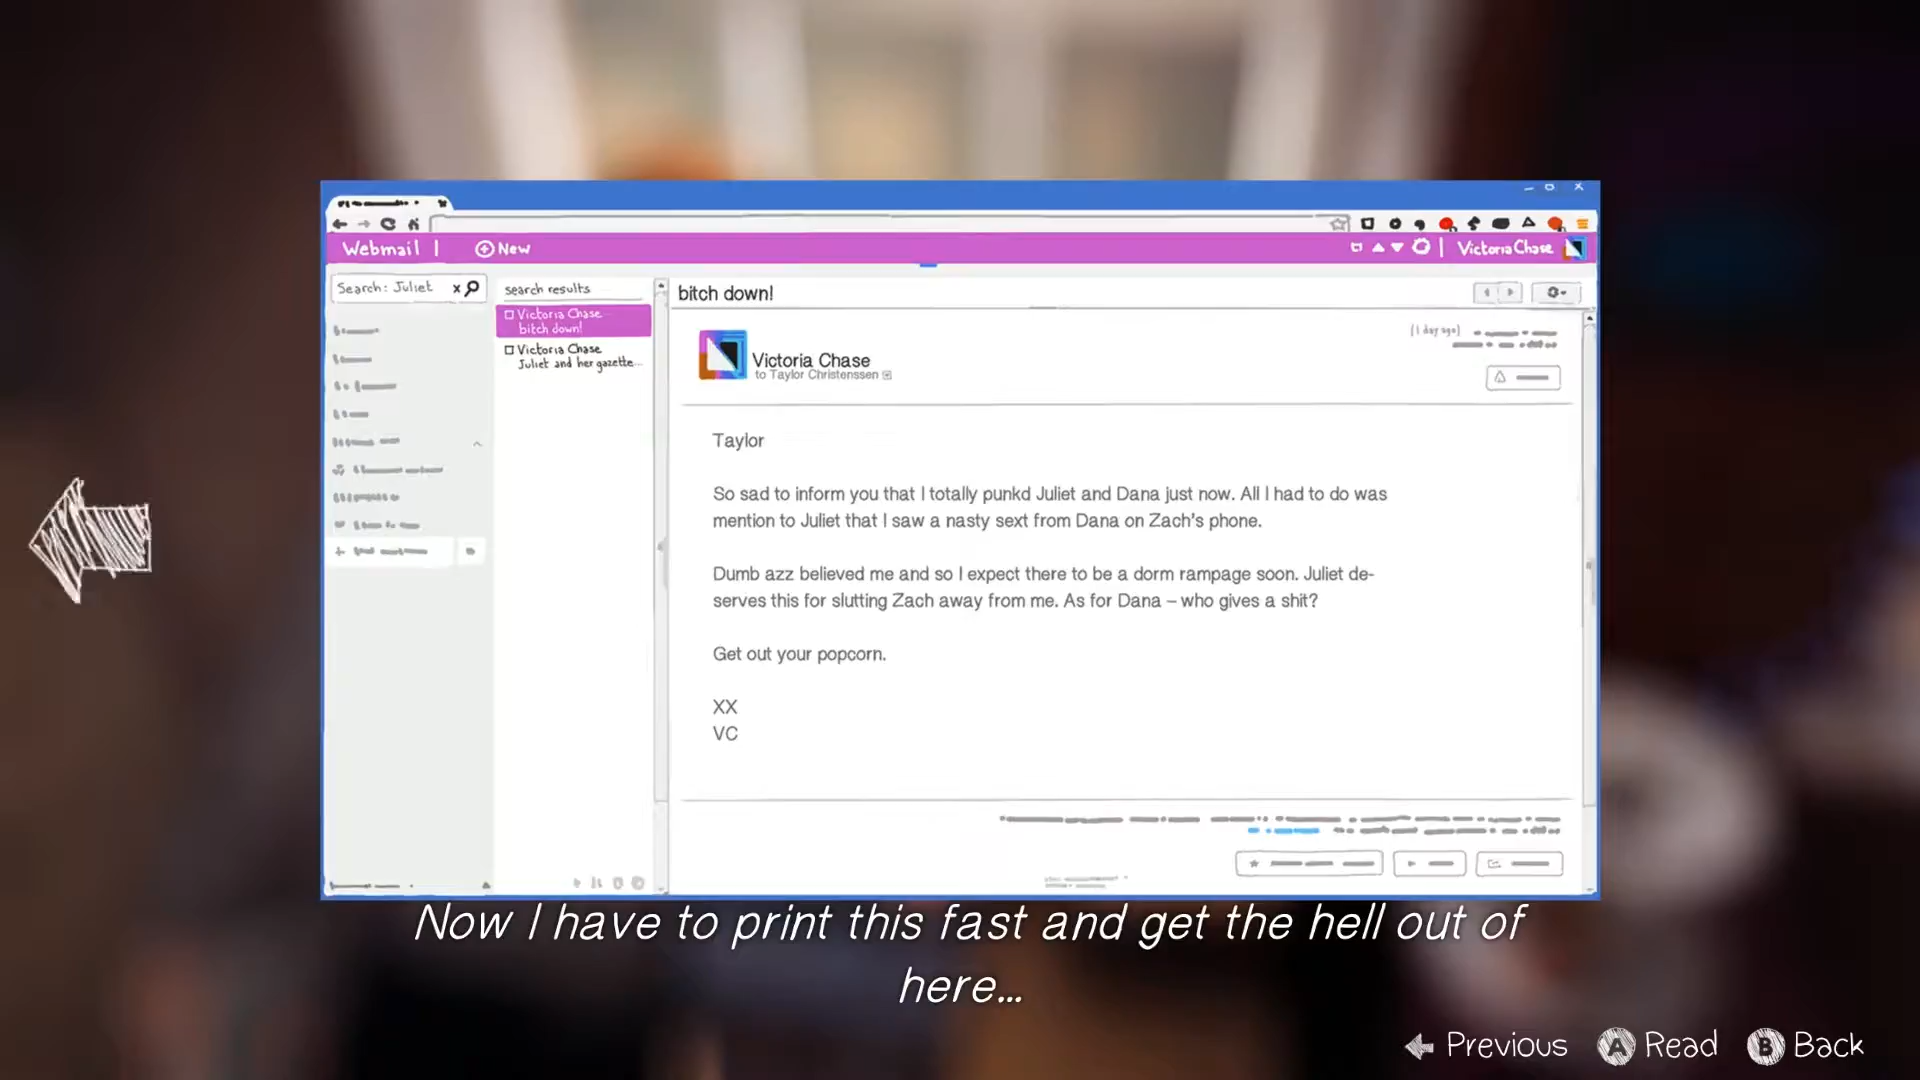 Webmail | New
Victoria Chase
Search: Juliet x
search results
Victoria Chase
bitch down!
Victoria Chase
Juliet and her gazette...
bitch down!
(1 day ago)
Victoria Chase
to Taylor Christenssen
Taylor
So sad to inform you that I totally punkd Juliet and Dana just now. All I had to do was
mention to Juliet that I saw a nasty sext from Dana on Zach's phone.
Dumb azz believed me and so I expect there to be a dorm rampage soon. Juliet de-
serves this for slutting Zach away from me. As for Dana – who gives a shit?
Get out your popcorn.
XX
VC
Now I have to print this fast and get the hell out of
here...
Previous A Read B Back